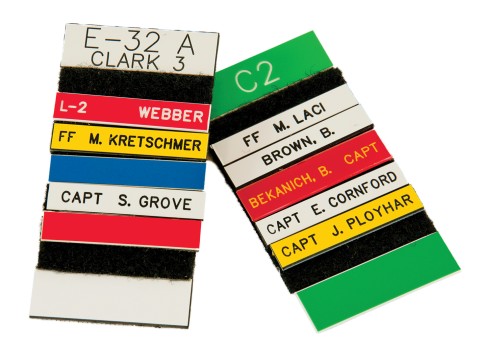 E-32 A
CLARK 3
L-2 WEBBER
FF M. KRETSCHMER
CAPT S. GROVE
C2
FF M. LACI
BROWN, B.
BEKANICH, B. CAPT
CAPT E. CORNFORD
CAPT J. PLOYHAR